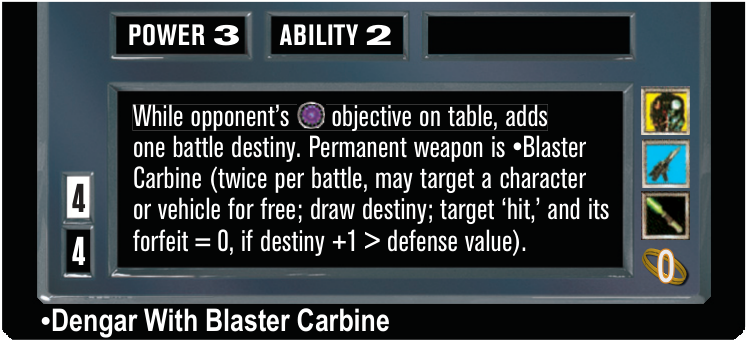 POWER 3 ABILITY 2
While opponent's objective on table, adds
one battle destiny. Permanent weapon is •Blaster
Carbine (twice per battle, may target a character
or vehicle for free; draw destiny; target ‘hit,’ and its
forfeit = 0, if destiny +1 > defense value).
4
4
0
•Dengar With Blaster Carbine